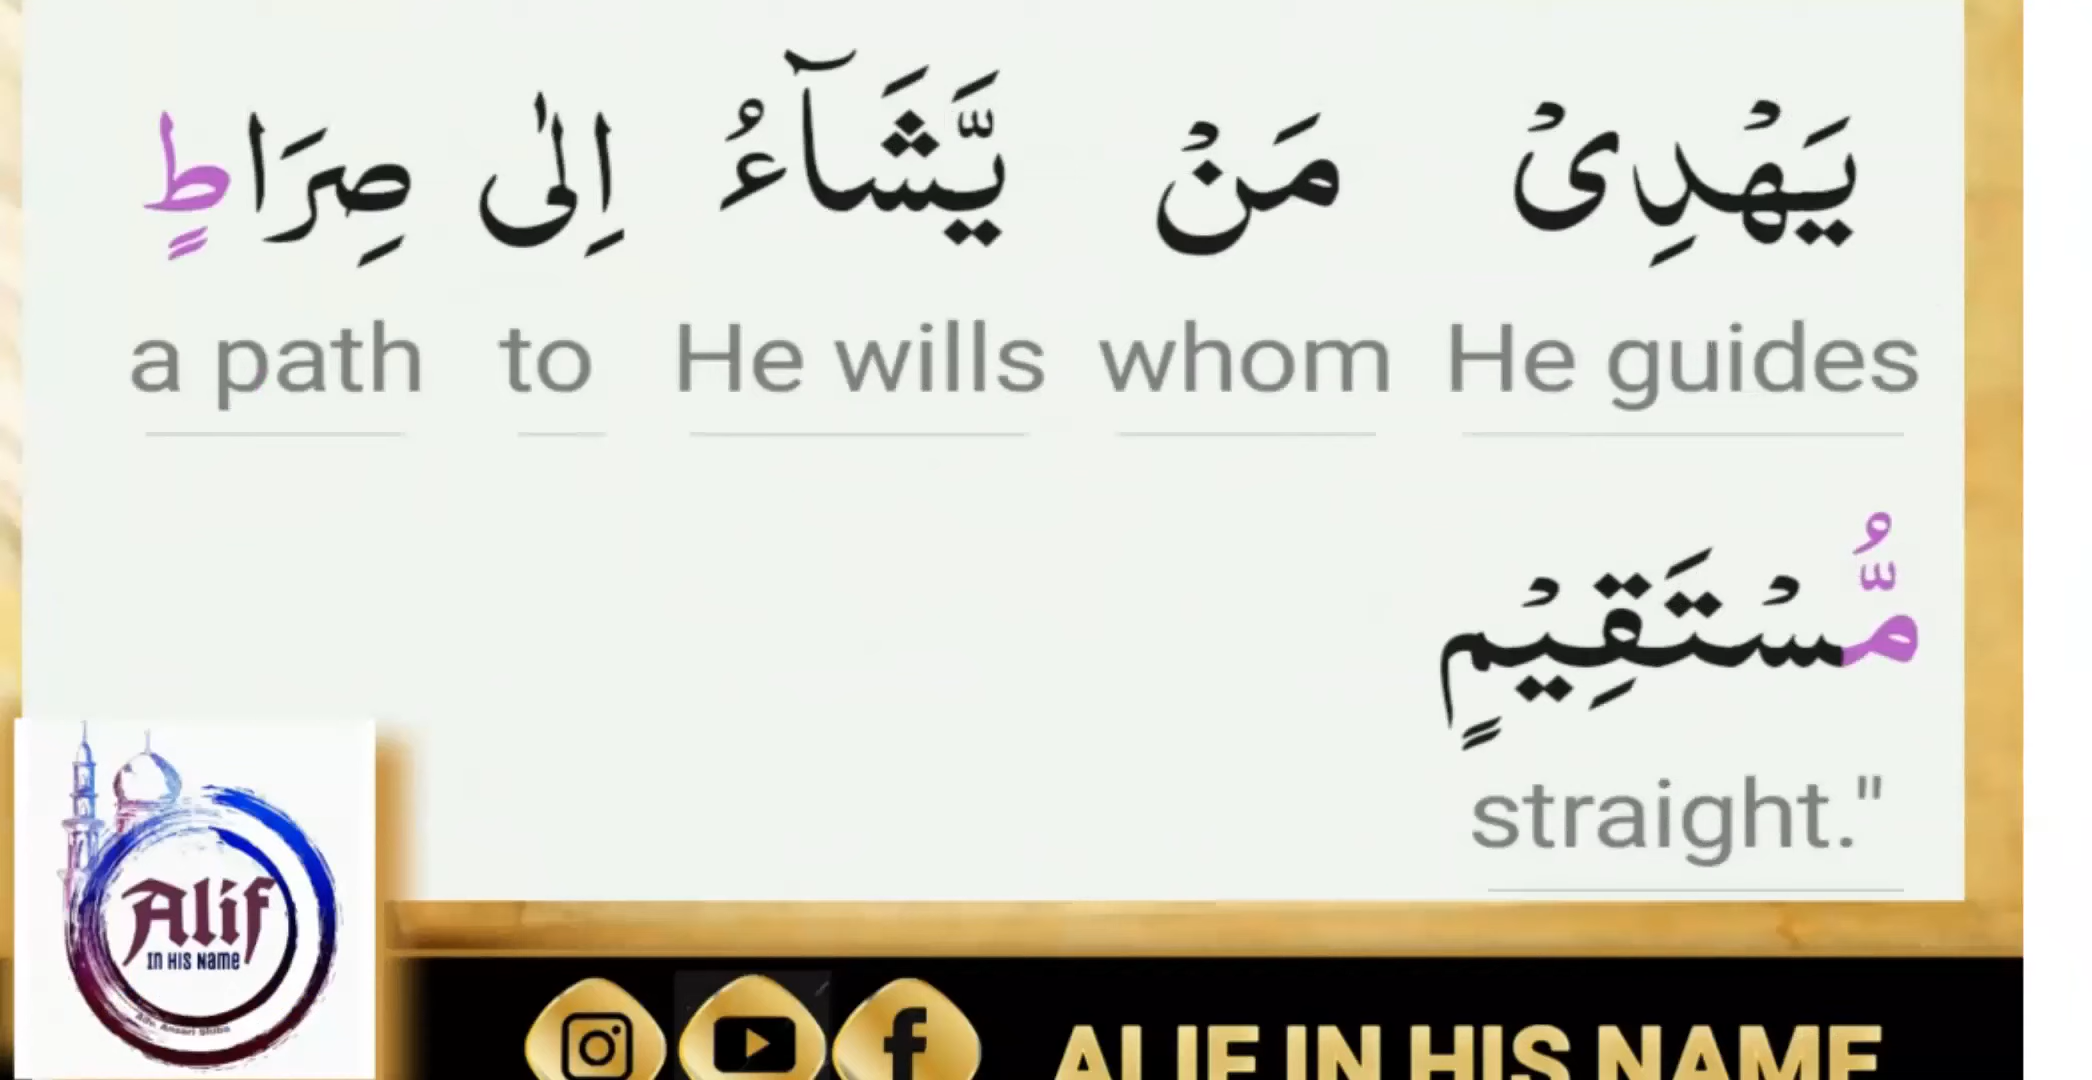 يَهْدِىْ مَنْ يَّشَآءُ اِلٰى صِرَاطٍ
He guides whom He wills to a path
مُّسْتَقِيْمٍ
straight."
Alif
IN HIS NAME
ALIF IN HIS NAME